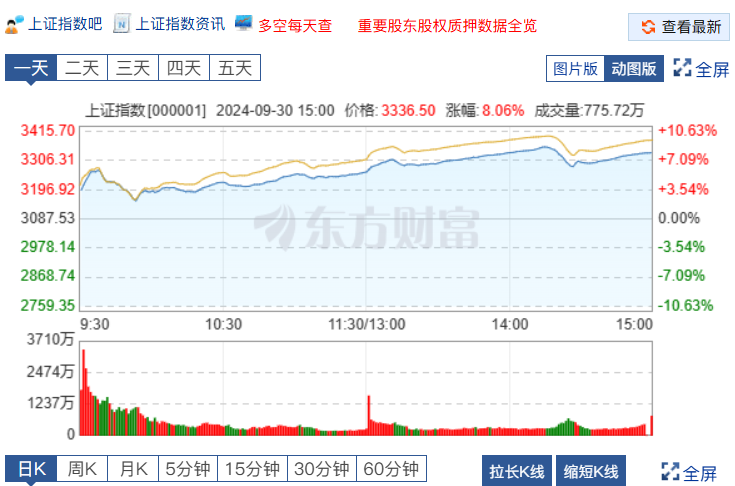 上证指数吧 上证指数资讯 多空每天查 重要股东股权质押数据全览 查看最新
一天 二天 三天 四天 五天 图片版 动图版 全屏
上证指数[000001] 2024-09-30 15:00 价格: 3336.50 涨幅: 8.06% 成交量:775.72万
3415.70 +10.63%
3306.31 +7.09%
3196.92 +3.54%
3087.53 0.00%
东方财富
2978.14 -3.54%
2868.74 -7.09%
2759.35 -10.63%
9:30 10:30 11:30/13:00 14:00 15:00
3710万
2474万
1237万
0
日K 周K 月K 5分钟 15分钟 30分钟 60分钟 拉长K线 缩短K线 全屏